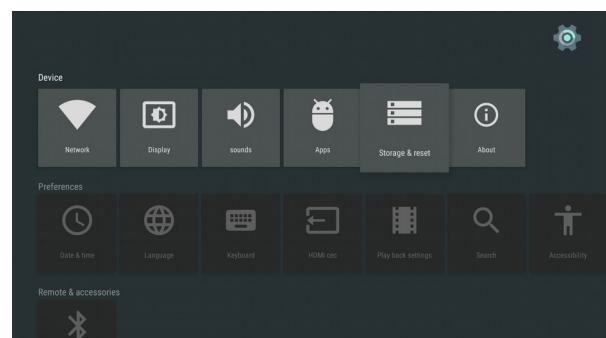 Device
Network
Display
sounds
Apps
Storage & reset
About
Preferences
Date & time
Language
Keyboard
HDMI cec
Play back settings
Search
Accessibility
Remote & accessories